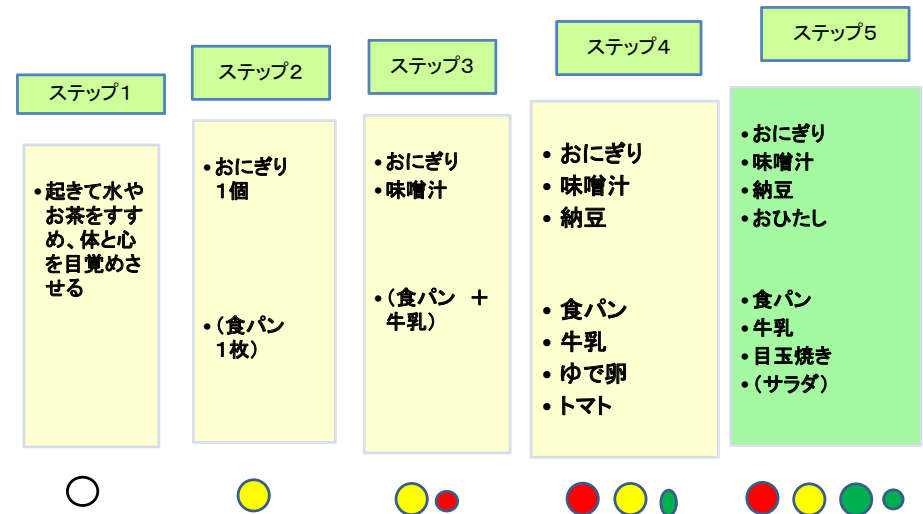 ステップ1
•起きて水や
お茶をすす
め、体と心
を目覚めさ
せる
ステップ2
•おにぎり
1個
•(食パン
1枚)
ステップ3
•おにぎり
•味噌汁
•(食パン +
牛乳)
ステップ4
•おにぎり
•味噌汁
•納豆
•食パン
•牛乳
•ゆで卵
•トマト
ステップ5
•おにぎり
•味噌汁
•納豆
•おひたし
•食パン
•牛乳
•目玉焼き
•(サラダ)